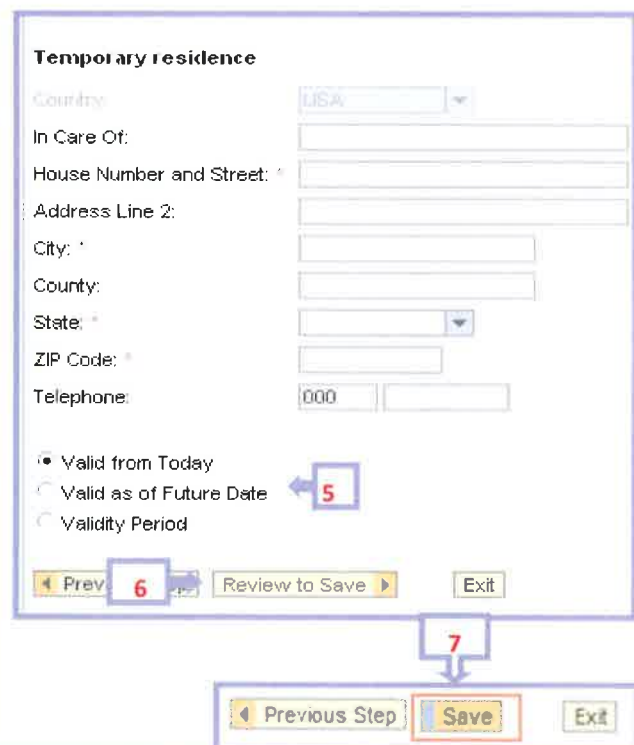 Temporary residence
Country: USA
In Care Of:
House Number and Street: *
Address Line 2:
City: *
County:
State: *
ZIP Code: *
Telephone: 000
Valid from Today
Valid as of Future Date
5
Validity Period
Prev 6 p
Review to Save
Exit
7
Previous Step
Save
Exit